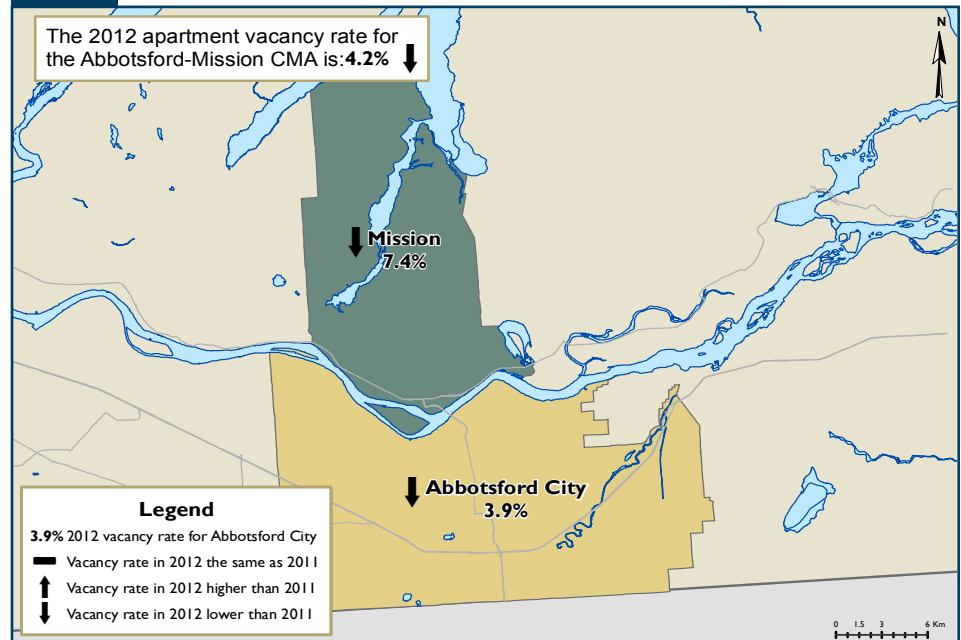 The 2012 apartment vacancy rate for
the Abbotsford-Mission CMA is:4.2%
N
Mission
7.4%
Abbotsford City
3.9%
Legend
3.9% 2012 vacancy rate for Abbotsford City
Vacancy rate in 2012 the same as 2011
Vacancy rate in 2012 higher than 2011
Vacancy rate in 2012 lower than 2011
0 1.5 3 6 Km